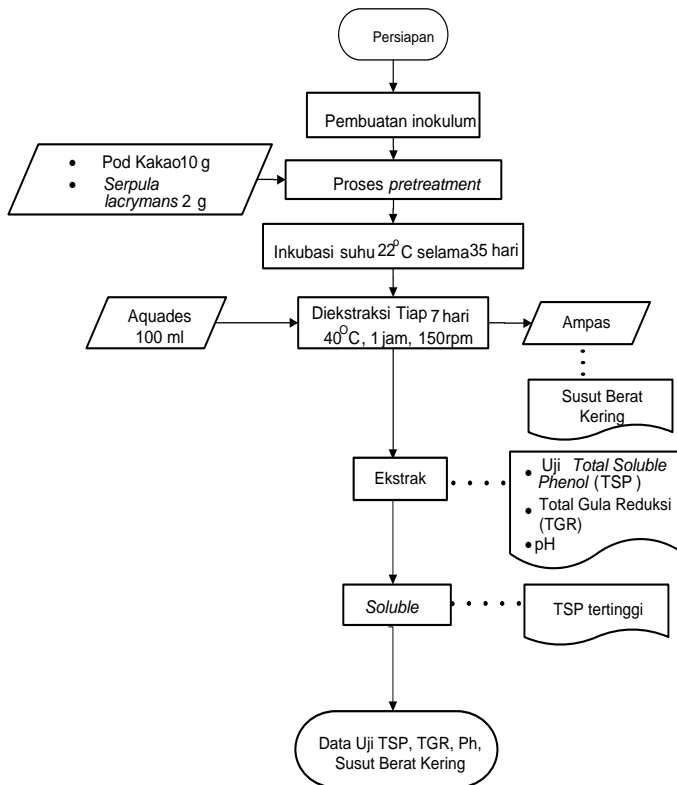 Persiapan
Pembuatan inokulum
• Pod Kakao10 g
• Serpula
lacrymans 2 g
Proses pretreatment
Inkubasi suhu 22°C selama 35 hari
Aquades
100 ml
Diekstraksi Tiap 7 hari
40°C, 1 jam, 150rpm
Ampas
Susut Berat
Kering
Ekstrak
• Uji Total Soluble
Phenol (TSP)
• Total Gula Reduksi
(TGR)
• pH
Soluble
TSP tertinggi
Data Uji TSP, TGR, Ph,
Susut Berat Kering